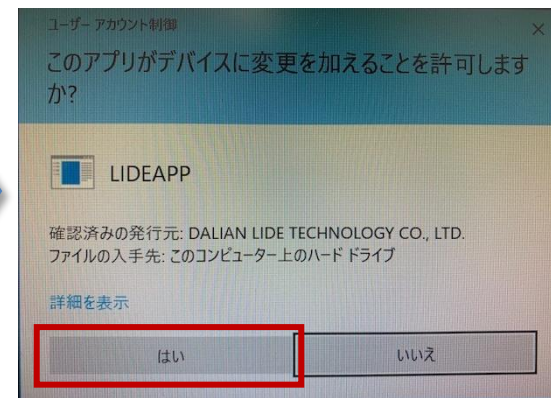 ユーザー アカウント制御
このアプリがデバイスに変更を加えることを許可します
か?
LIDEAPP
確認済みの発行元: DALIAN LIDE TECHNOLOGY CO., LTD.
ファイルの入手先: このコンピューター上のハード ドライブ
詳細を表示
はい
いいえ